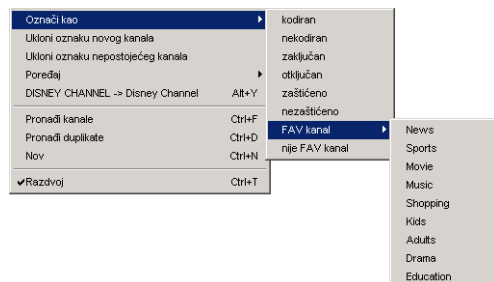 Označi kao
Ukloni oznaku novog kanala
Ukloni oznaku nepostojećeg kanala
Poređaj
DISNEY CHANNEL -> Disney Channel Alt+Y
Pronađi kanale Ctrl+F
Pronađi duplikate Ctrl+D
Nov Ctrl+N
✔Razdvoj Ctrl+T
kodiran
nekodiran
zaključan
otključan
zaštićeno
nezaštićeno
FAV kanal
nije FAV kanal
News
Sports
Movie
Music
Shopping
Kids
Adults
Drama
Education